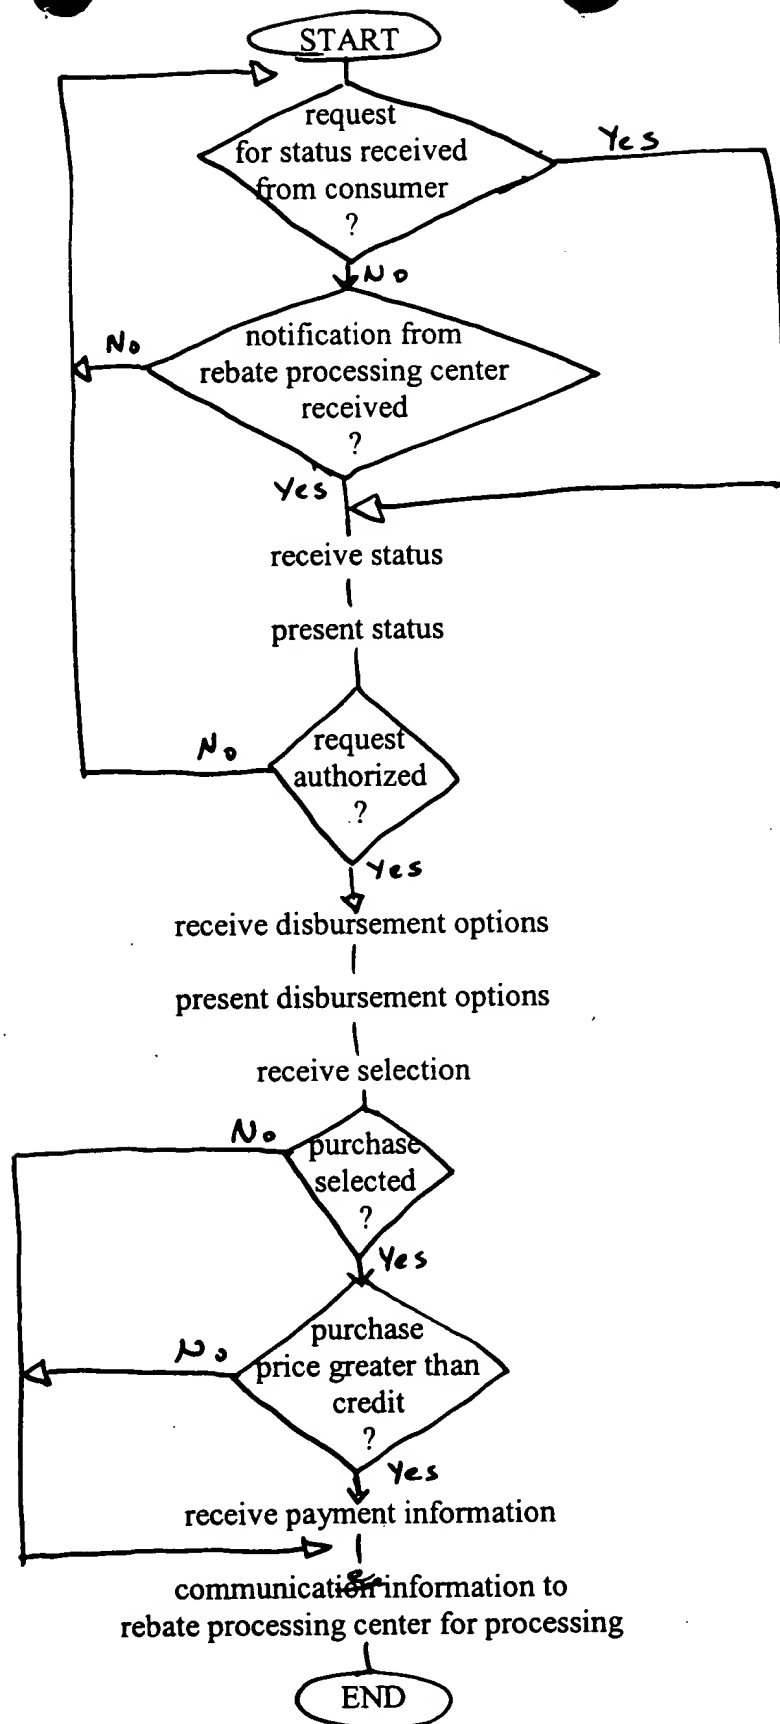 START
request
for status received
from consumer
?
Yes
No
notification from
rebate processing center
received
?
No
Yes
receive status
present status
request
authorized
?
No
Yes
receive disbursement options
present disbursement options
receive selection
No
purchase
selected
?
Yes
purchase
price greater than
credit
?
No
Yes
receive payment information
communication information to
rebate processing center for processing
END